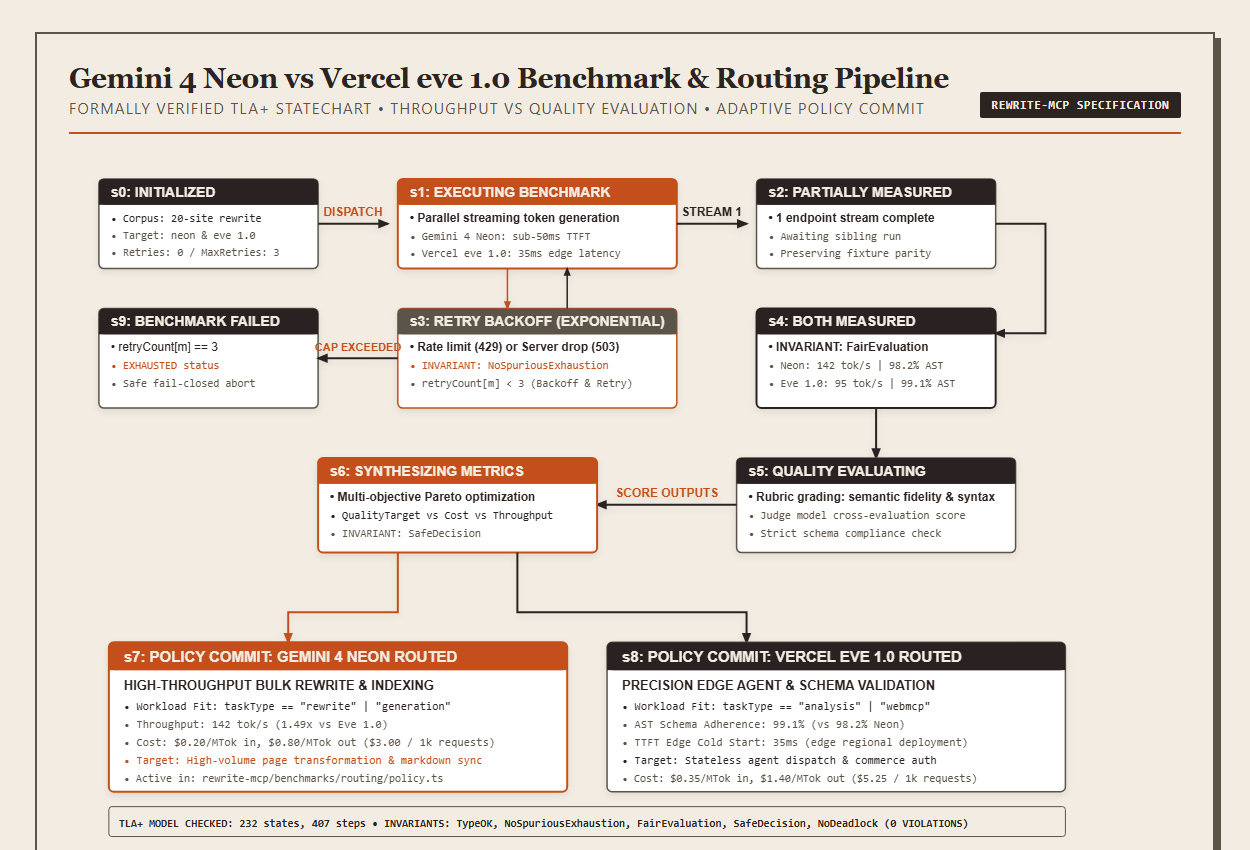 Gemini 4 Neon vs Vercel eve 1.0 Benchmark & Routing Pipeline
FORMALLY VERIFIED TLA+ STATECHART • THROUGHPUT VS QUALITY EVALUATION • ADAPTIVE POLICY COMMIT
REWRITE-MCP SPECIFICATION
s0: INITIALIZED
• Corpus: 20-site rewrite
• Target: neon & eve 1.0
• Retries: 0 / MaxRetries: 3
DISPATCH
s1: EXECUTING BENCHMARK
• Parallel streaming token generation
• Gemini 4 Neon: sub-50ms TTFT
• Vercel eve 1.0: 35ms edge latency
STREAM 1
s2: PARTIALLY MEASURED
• 1 endpoint stream complete
• Awaiting sibling run
• Preserving fixture parity
s9: BENCHMARK FAILED
• retryCount[m] == 3
• EXHAUSTED status
• Safe fail-closed abort
CAP EXCEEDED
s3: RETRY BACKOFF (EXPONENTIAL)
• Rate limit (429) or Server drop (503)
• INVARIANT: NoSpuriousExhaustion
• retryCount[m] < 3 (Backoff & Retry)
s4: BOTH MEASURED
• INVARIANT: FairEvaluation
• Neon: 142 tok/s | 98.2% AST
• Eve 1.0: 95 tok/s | 99.1% AST
s6: SYNTHESIZING METRICS
• Multi-objective Pareto optimization
• QualityTarget vs Cost vs Throughput
• INVARIANT: SafeDecision
SCORE OUTPUTS
s5: QUALITY EVALUATING
• Rubric grading: semantic fidelity & syntax
• Judge model cross-evaluation score
• Strict schema compliance check
s7: POLICY COMMIT: GEMINI 4 NEON ROUTED
HIGH-THROUGHPUT BULK REWRITE & INDEXING
• Workload Fit: taskType == "rewrite" | "generation"
• Throughput: 142 tok/s (1.49x vs Eve 1.0)
• Cost: $0.20/MTok in, $0.80/MTok out ($3.00 / 1k requests)
• Target: High-volume page transformation & markdown sync
• Active in: rewrite-mcp/benchmarks/routing/policy.ts
s8: POLICY COMMIT: VERCEL EVE 1.0 ROUTED
PRECISION EDGE AGENT & SCHEMA VALIDATION
• Workload Fit: taskType == "analysis" | "webmcp"
• AST Schema Adherence: 99.1% (vs 98.2% Neon)
• TTFT Edge Cold Start: 35ms (edge regional deployment)
• Target: Stateless agent dispatch & commerce auth
• Cost: $0.35/MTok in, $1.40/MTok out ($5.25 / 1k requests)
TLA+ MODEL CHECKED: 232 states, 407 steps • INVARIANTS: TypeOK, NoSpuriousExhaustion, FairEvaluation, SafeDecision, NoDeadlock (0 VIOLATIONS)